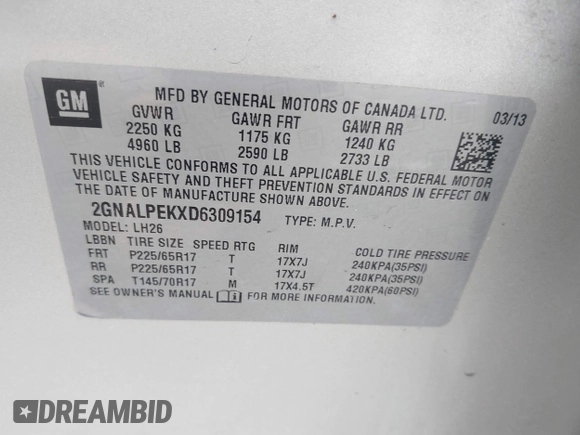 GM
MFD BY GENERAL MOTORS OF CANADA LTD. 03/13
GVWR GAWR FRT GAWR RR
2250 KG 1175 KG 1240 KG
4960 LB 2590 LB 2733 LB
THIS VEHICLE CONFORMS TO ALL APPLICABLE U.S. FEDERAL MOTOR
VEHICLE SAFETY AND THEFT PREVENTION STANDARDS IN EFFECT ON
THE DATE OF MANUFACTURE SHOWN ABOVE.
2GNALPEKXD6309154 TYPE: M.P.V.
MODEL: LH26
LBBN TIRE SIZE SPEED RTG RIM COLD TIRE PRESSURE
FRT P225/65R17 T 17X7J 240KPA(35PSI)
RR P225/65R17 T 17X7J 240KPA(35PSI)
SPA T145/70R17 M 17X4.5T 420KPA(60PSI)
SEE OWNER'S MANUAL FOR MORE INFORMATION.
DREAMBID